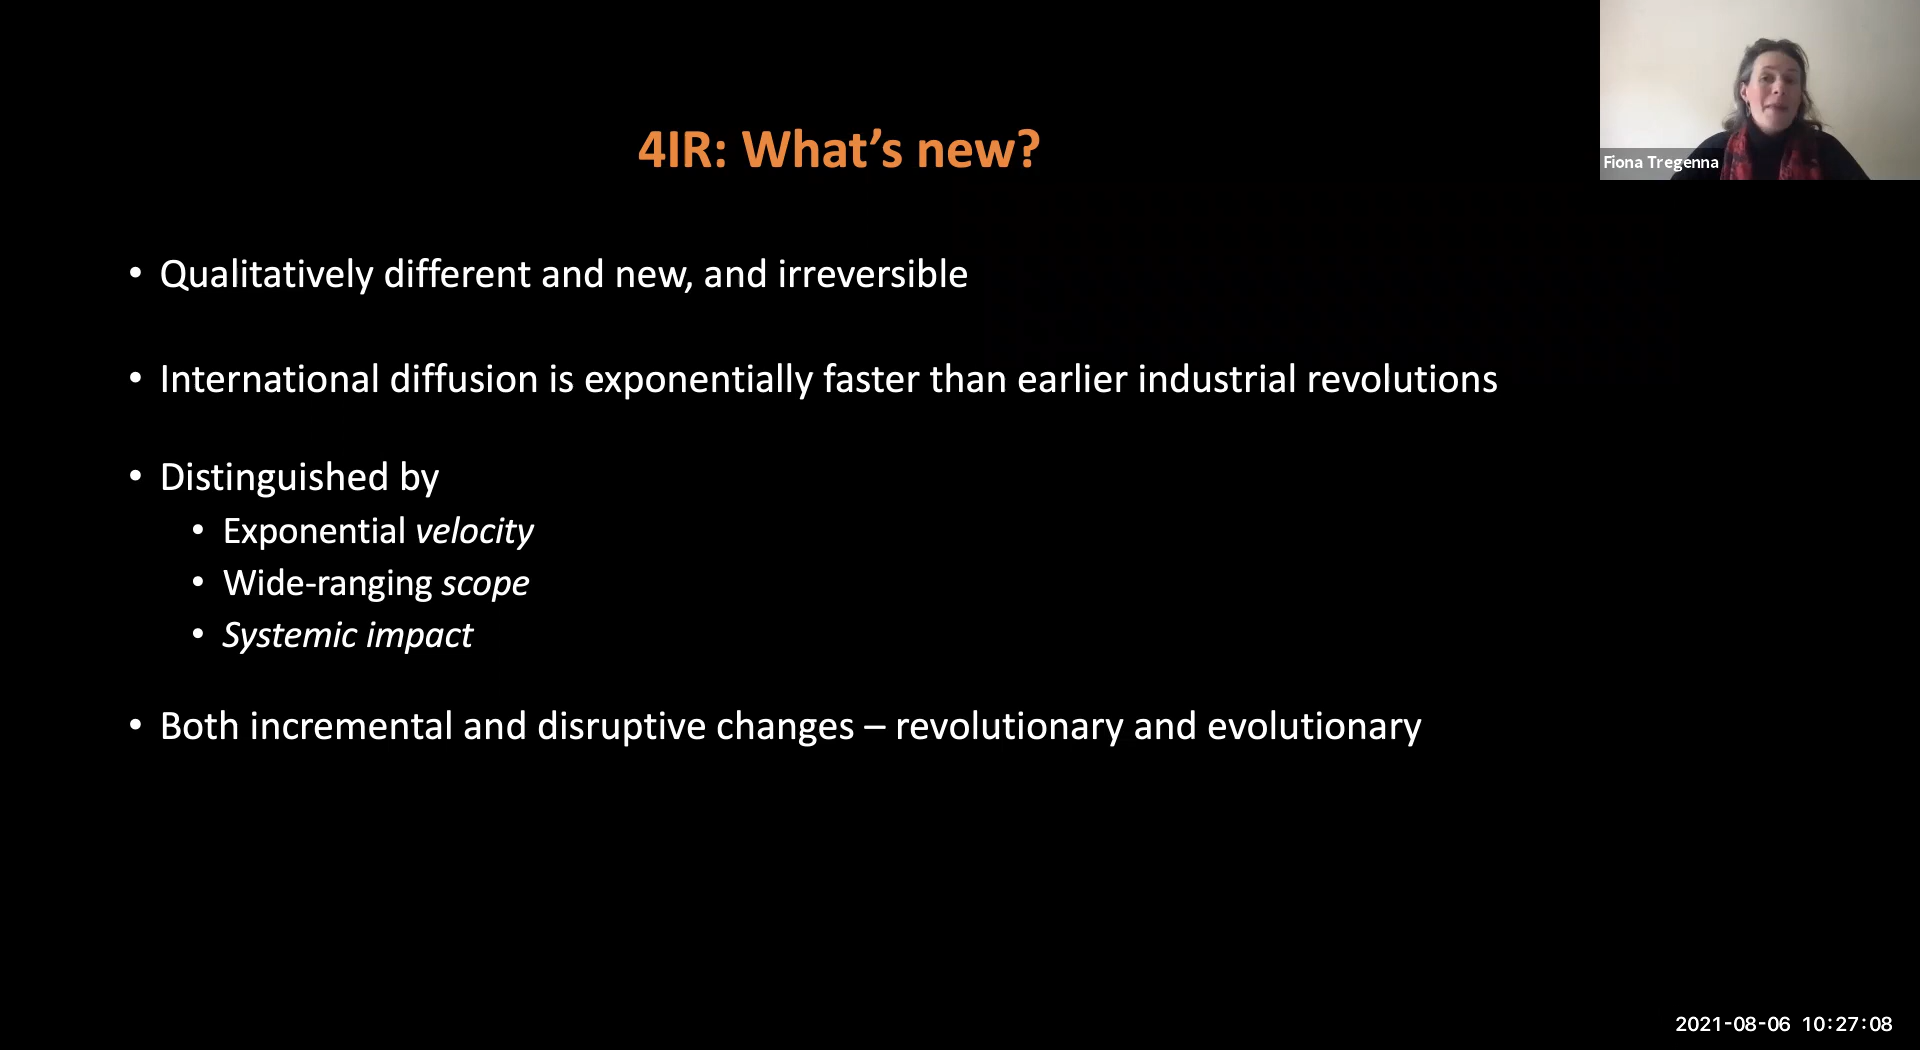 4IR: What’s new?
Fiona Tregenna
• Qualitatively different and new, and irreversible
• International diffusion is exponentially faster than earlier industrial revolutions
• Distinguished by
• Exponential velocity
• Wide-ranging scope
• Systemic impact
• Both incremental and disruptive changes – revolutionary and evolutionary
2021-08-06 10:27:08